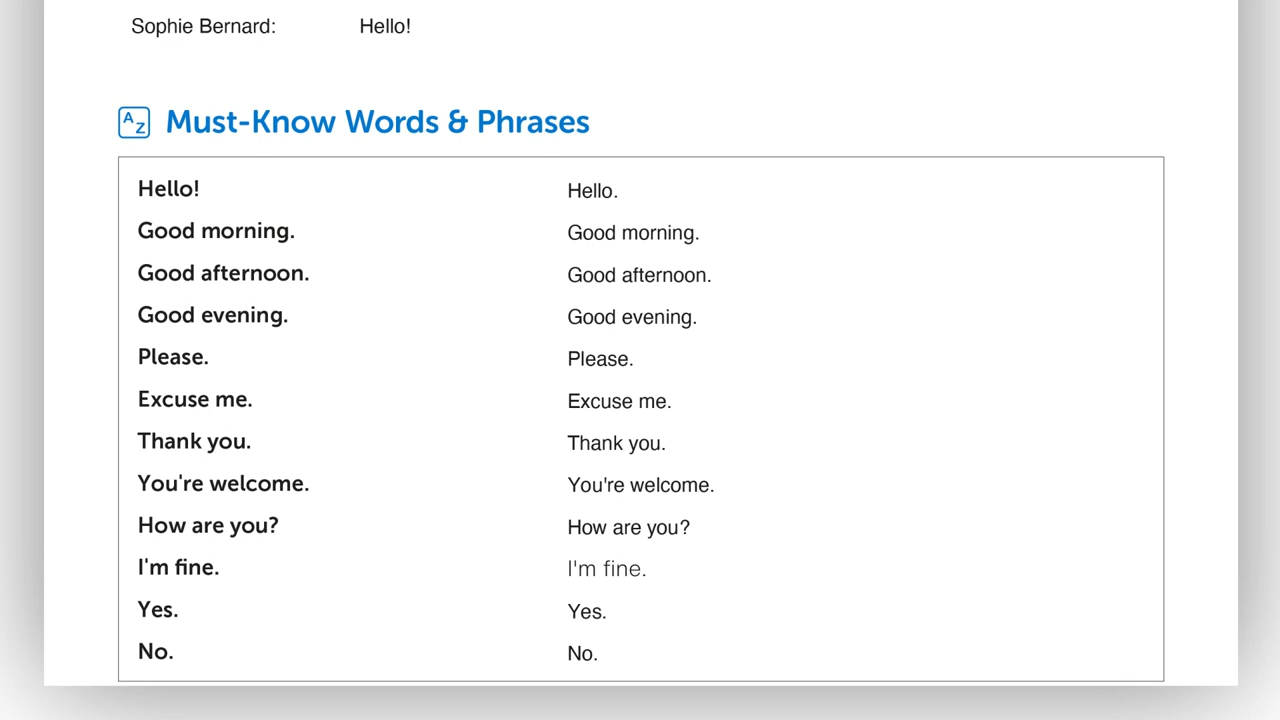 Sophie Bernard: Hello!
AZ Must-Know Words & Phrases
Hello! Hello.
Good morning. Good morning.
Good afternoon. Good afternoon.
Good evening. Good evening.
Please. Please.
Excuse me. Excuse me.
Thank you. Thank you.
You're welcome. You're welcome.
How are you? How are you?
I'm fine. I'm fine.
Yes. Yes.
No. No.